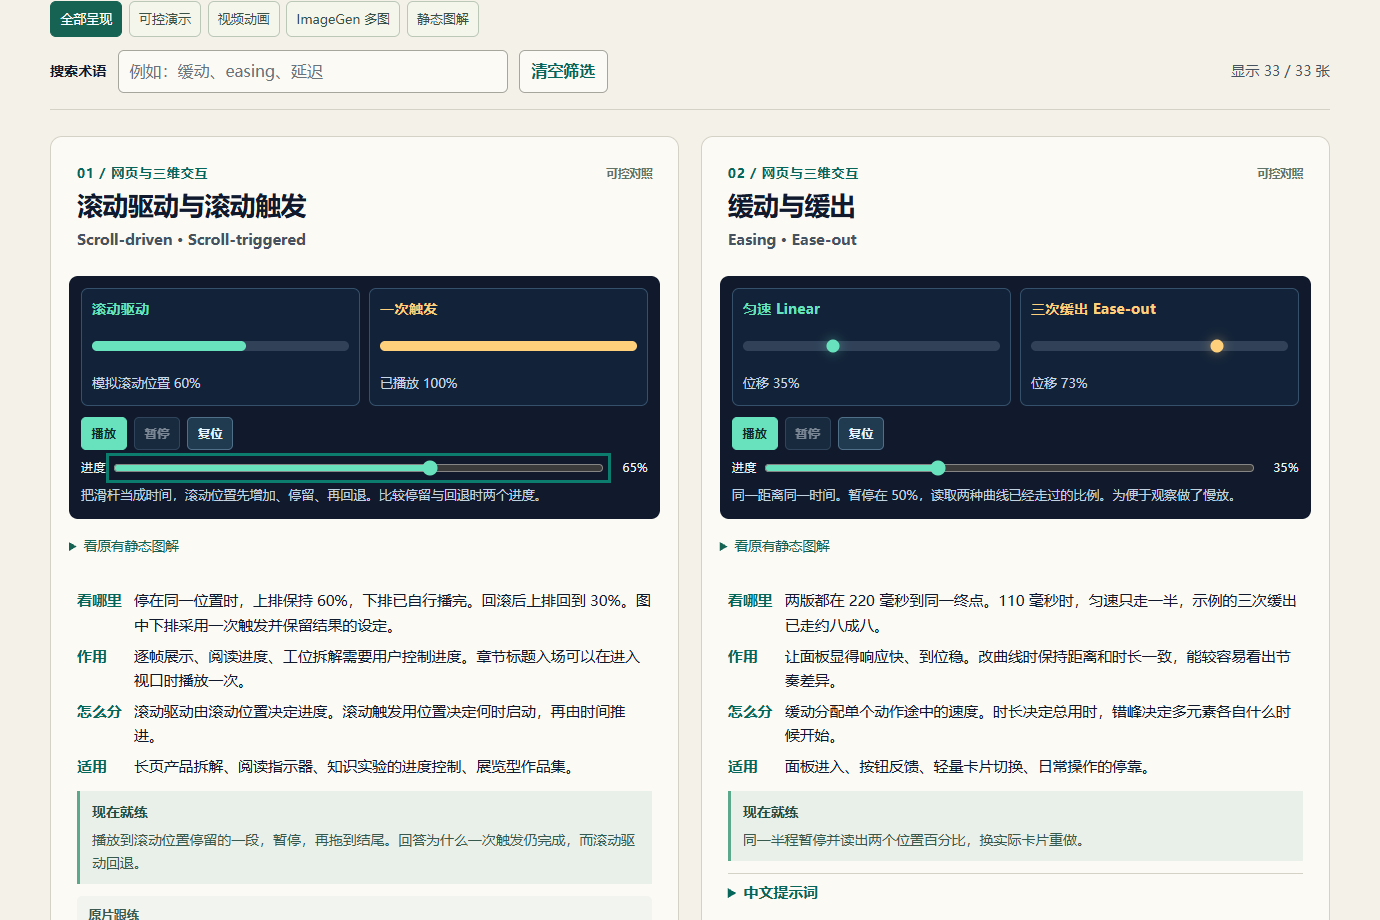 全部呈现
可控演示
视频动画
ImageGen 多图
静态图解
搜索术语
例如：缓动、easing、延迟
清空筛选
显示 33 / 33 张
01 / 网页与三维交互
可控对照
滚动驱动与滚动触发
Scroll-driven • Scroll-triggered
滚动驱动
模拟滚动位置 60%
一次触发
已播放 100%
播放
暂停
复位
进度
65%
把滑杆当成时间，滚动位置先增加、停留、再回退。比较停留与回退时两个进度。
看原有静态图解
看哪里
停在同一位置时，上排保持 60%，下排已自行播完。回滚后上排回到 30%。图
中下排采用一次触发并保留结果的设定。
作用
逐帧展示、阅读进度、工位拆解需要用户控制进度。章节标题入场可以在进入
视口时播放一次。
怎么分
滚动驱动由滚动位置决定进度。滚动触发用位置决定何时启动，再由时间推
进。
适用
长页产品拆解、阅读指示器、知识实验的进度控制、展览型作品集。
现在就练
播放到滚动位置停留的一段，暂停，再拖到结尾。回答为什么一次触发仍完成，而滚动驱
动回退。
原片跟练
02 / 网页与三维交互
可控对照
缓动与缓出
Easing • Ease-out
匀速 Linear
位移 35%
三次缓出 Ease-out
位移 73%
播放
暂停
复位
进度
35%
同一距离同一时间。暂停在 50%，读取两种曲线已经走过的比例。为便于观察做了慢放。
看原有静态图解
看哪里
两版都在 220 毫秒到同一终点。110 毫秒时，匀速只走一半，示例的三次缓出
已走约八成八。
作用
让面板显得响应快、到位稳。改曲线时保持距离和时长一致，能较容易看出节
奏差异。
怎么分
缓动分配单个动作途中的速度。时长决定总用时，错峰决定多元素各自什么时
候开始。
适用
面板进入、按钮反馈、轻量卡片切换、日常操作的停靠。
现在就练
同一半程暂停并读出两个位置百分比，换实际卡片重做。
中文提示词